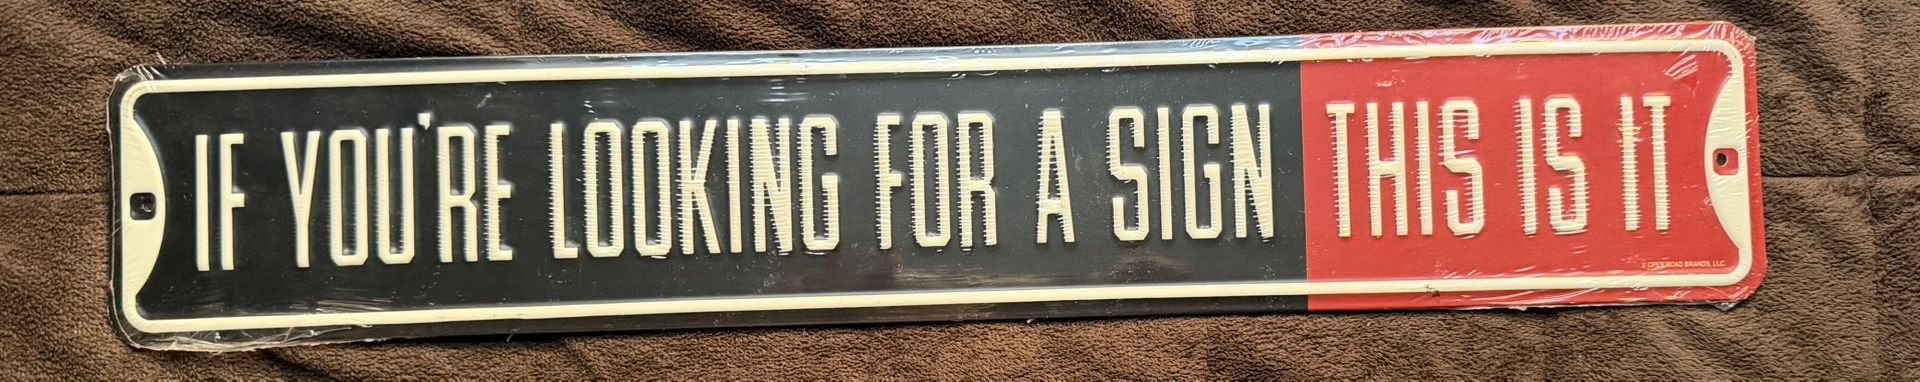 IF YOU'RE LOOKING FOR A SIGN THIS IS IT
© OPEN ROAD BRANDS, LLC.